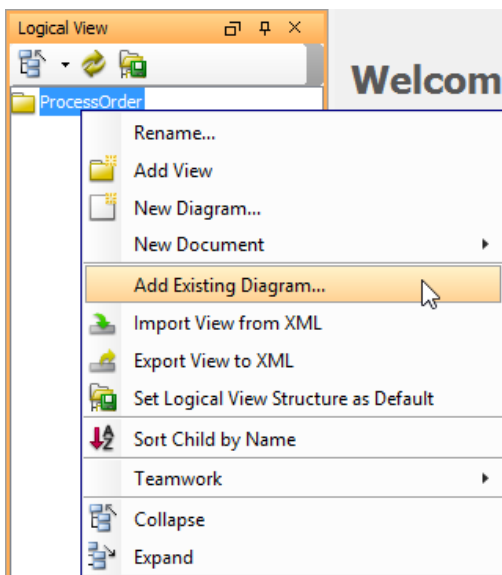 Logical View
Welcom
ProcessOrder
Rename...
Add View
New Diagram...
New Document
Add Existing Diagram...
Import View from XML
Export View to XML
Set Logical View Structure as Default
Sort Child by Name
Teamwork
Collapse
Expand